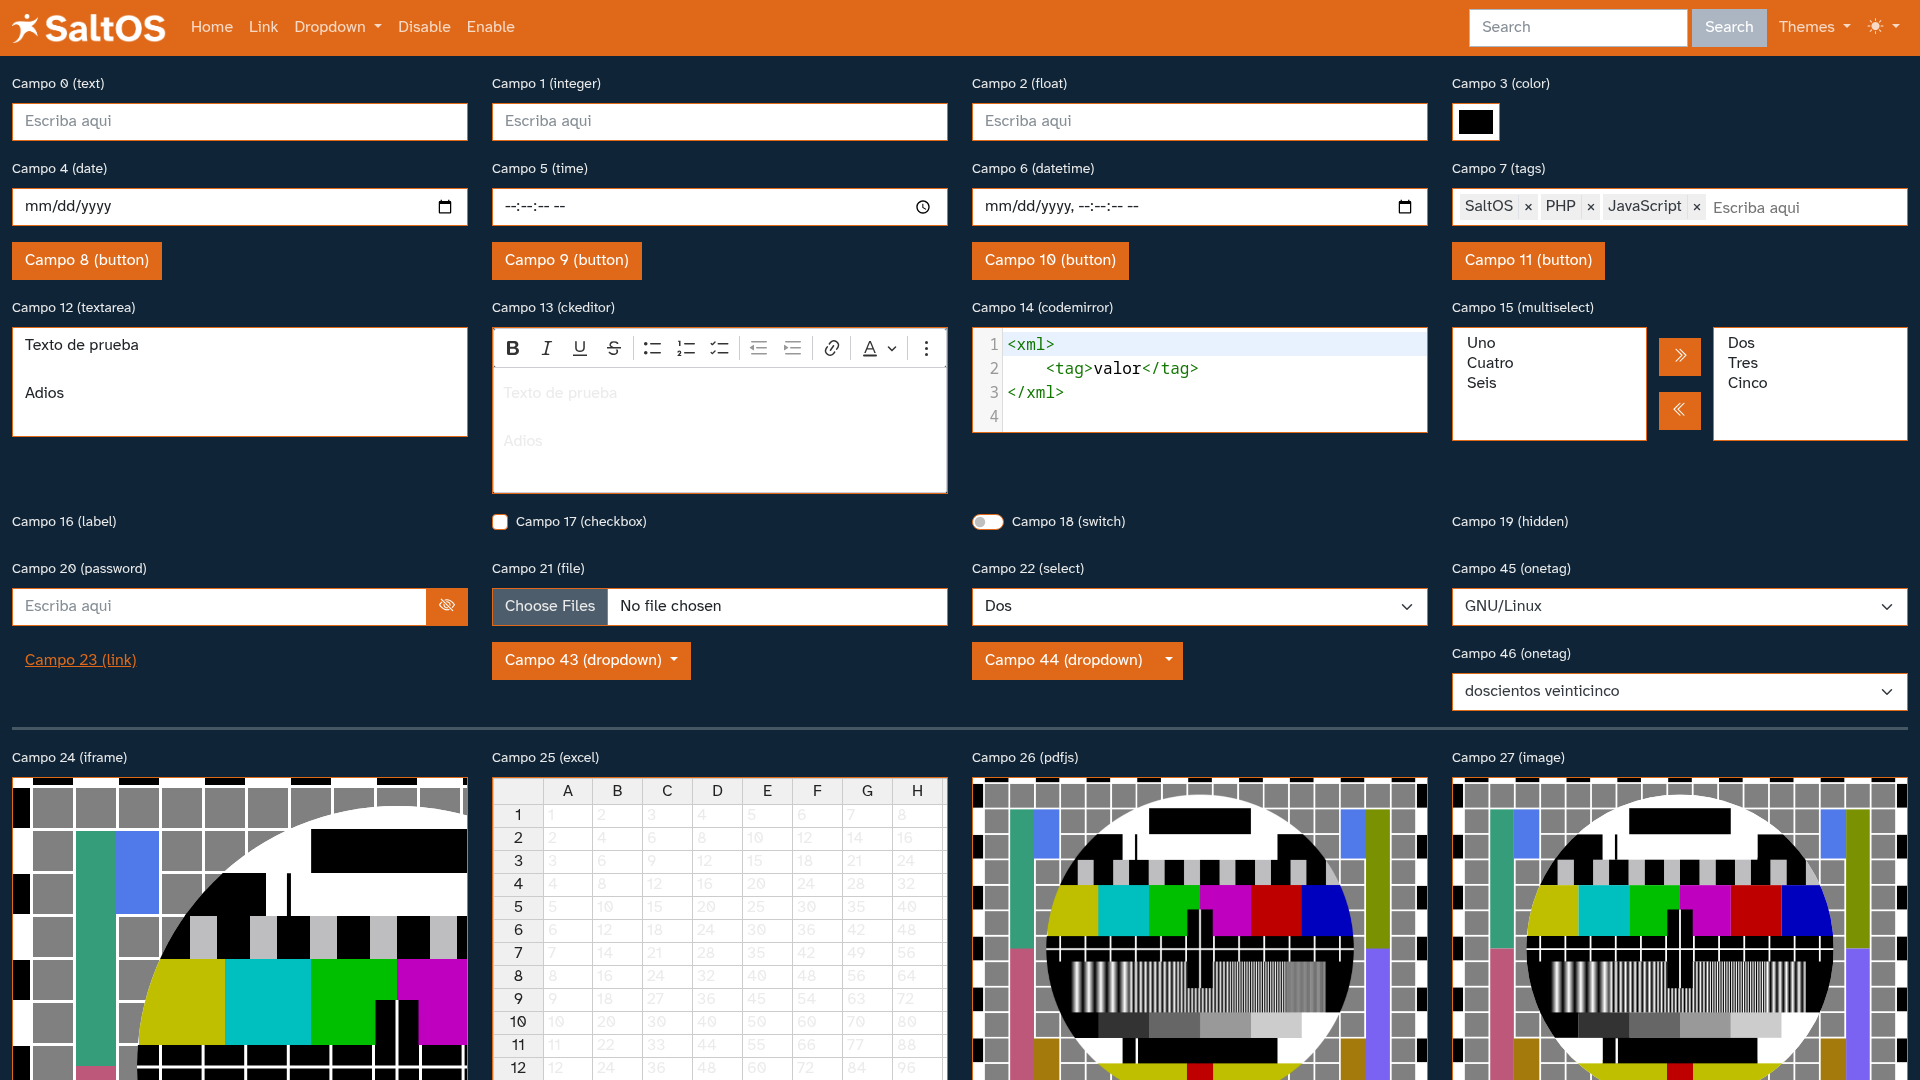 SaltOS Home Link Dropdown Disable Enable Search Search Themes
Campo 0 (text) Campo 1 (integer) Campo 2 (float) Campo 3 (color)
Escriba aqui Escriba aqui Escriba aqui
Campo 4 (date) Campo 5 (time) Campo 6 (datetime) Campo 7 (tags)
mm/dd/yyyy --:--:-- -- mm/dd/yyyy, --:--:-- -- SaltOS × PHP × JavaScript × Escriba aqui
Campo 8 (button) Campo 9 (button) Campo 10 (button) Campo 11 (button)
Campo 12 (textarea) Campo 13 (ckeditor) Campo 14 (codemirror) Campo 15 (multiselect)
Texto de prueba
Adios
B I U S A
Texto de prueba
Adios
1 <xml>
2 <tag>valor</tag>
3 </xml>
4
Uno
Cuatro
Seis
Dos
Tres
Cinco
Campo 16 (label) Campo 17 (checkbox) Campo 18 (switch) Campo 19 (hidden)
Campo 20 (password) Campo 21 (file) Campo 22 (select) Campo 45 (onetag)
Escriba aqui Choose Files No file chosen Dos GNU/Linux
Campo 23 (link) Campo 43 (dropdown) Campo 44 (dropdown) Campo 46 (onetag)
doscientos veinticinco
Campo 24 (iframe) Campo 25 (excel) Campo 26 (pdfjs) Campo 27 (image)
A B C D E F G H
1 1 2 3 4 5 6 7 8
2 2 4 6 8 10 12 14 16
3 3 6 9 12 15 18 21 24
4 4 8 12 16 20 24 28 32
5 5 10 15 20 25 30 35 40
6 6 12 18 24 30 36 42 48
7 7 14 21 28 35 42 49 56
8 8 16 24 32 40 48 56 64
9 9 18 27 36 45 54 63 72
10 10 20 30 40 50 60 70 80
11 11 22 33 44 55 66 77 88
12 12 24 36 48 60 72 84 96